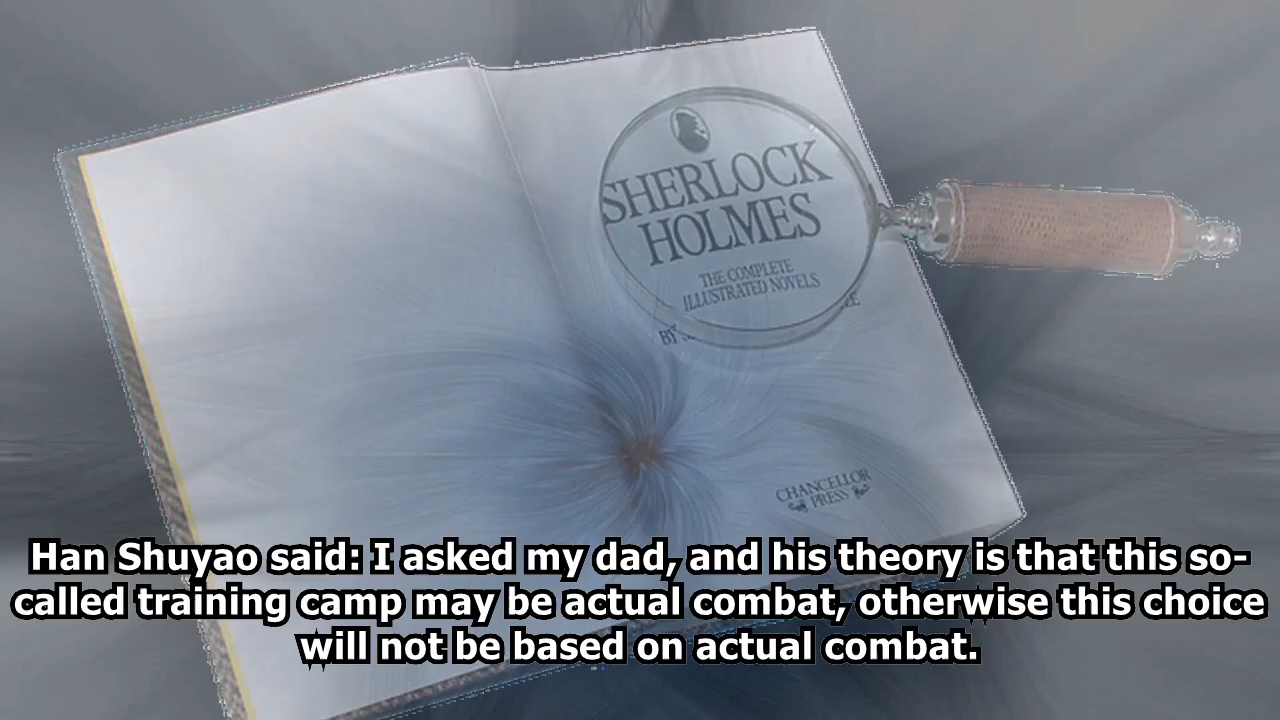 SHERLOCK
HOLMES
THE COMPLETE
ILLUSTRATED NOVELS
BY
CHANCELLOR
PRESS
Han Shuyao said: I asked my dad, and his theory is that this so-
called training camp may be actual combat, otherwise this choice
will not be based on actual combat.